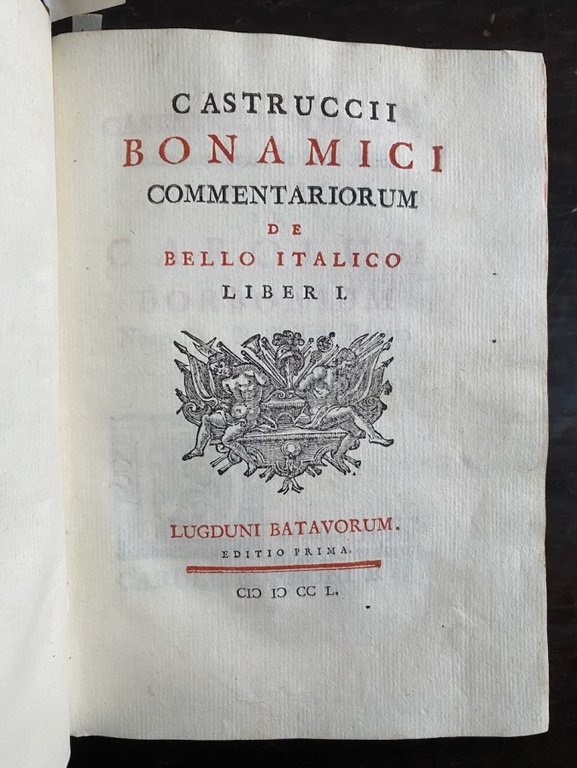 CASTRUCCII
BONAMICI
COMMENTARIORUM
DE
BELLO ITALICO
LIBER I.
LUGDUNI BATAVORUM.
EDITIO PRIMA.
CIↃ IↃ CC L.